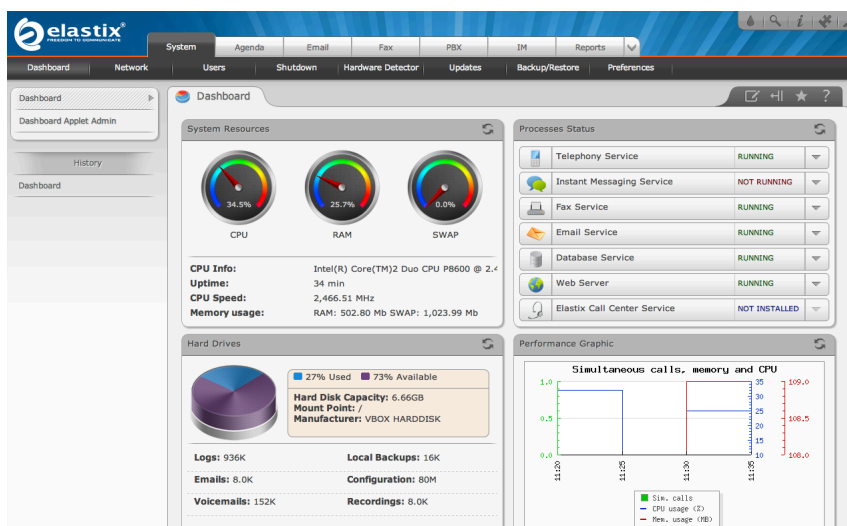 elastix®
FREEDOM TO COMMUNICATE
System Agenda Email Fax PBX IM Reports
Dashboard Network Users Shutdown Hardware Detector Updates Backup/Restore Preferences
Dashboard
Dashboard Applet Admin
History
Dashboard
Dashboard
System Resources
34.5% 25.7% 0.0%
CPU RAM SWAP
CPU Info: Intel(R) Core(TM)2 Duo CPU P8600 @ 2.4
Uptime: 34 min
CPU Speed: 2,466.51 MHz
Memory usage: RAM: 502.80 Mb SWAP: 1,023.99 Mb
Processes Status
Telephony Service RUNNING
Instant Messaging Service NOT RUNNING
Fax Service RUNNING
Email Service RUNNING
Database Service RUNNING
Web Server RUNNING
Elastix Call Center Service NOT INSTALLED
Hard Drives
27% Used 73% Available
Hard Disk Capacity: 6.66GB
Mount Point: /
Manufacturer: VBOX HARDDISK
Logs: 936K Local Backups: 16K
Emails: 8.0K Configuration: 80M
Voicemails: 152K Recordings: 8.0K
Performance Graphic
Simultaneous calls, memory and CPU
1.0 35 109.0
30
0.5 25 108.5
20
15
0.0 10 108.0
11:20 11:25 11:30 11:35
Sim. calls
CPU usage (%)
Mem. usage (MB)